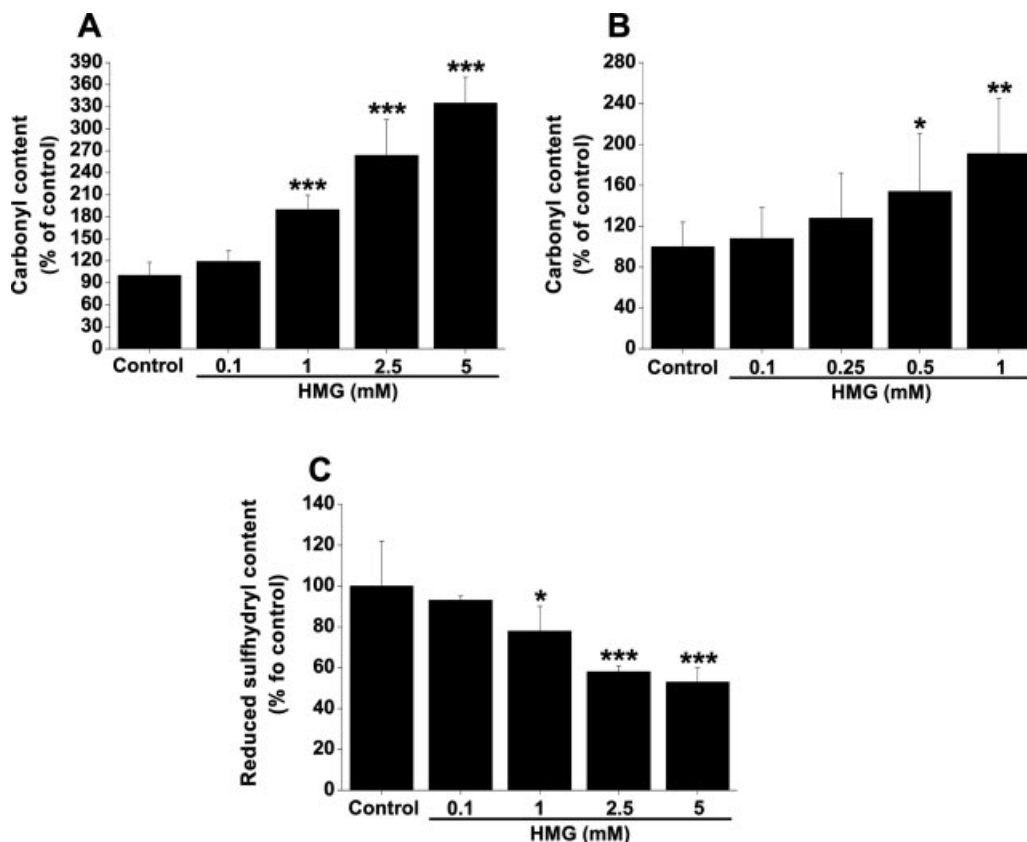 A
Carbonyl content
(% of control)
390
360
330
300
270
240
210
180
150
120
90
60
30
0
***
***
***
Control 0.1 1 2.5 5
HMG (mM)
B
Carbonyl content
(% of control)
280
240
200
160
120
80
40
0
*
**
Control 0.1 0.25 0.5 1
HMG (mM)
C
Reduced sulfhydryl content
(% fo control)
140
120
100
80
60
40
20
0
*
***
***
Control 0.1 1 2.5 5
HMG (mM)